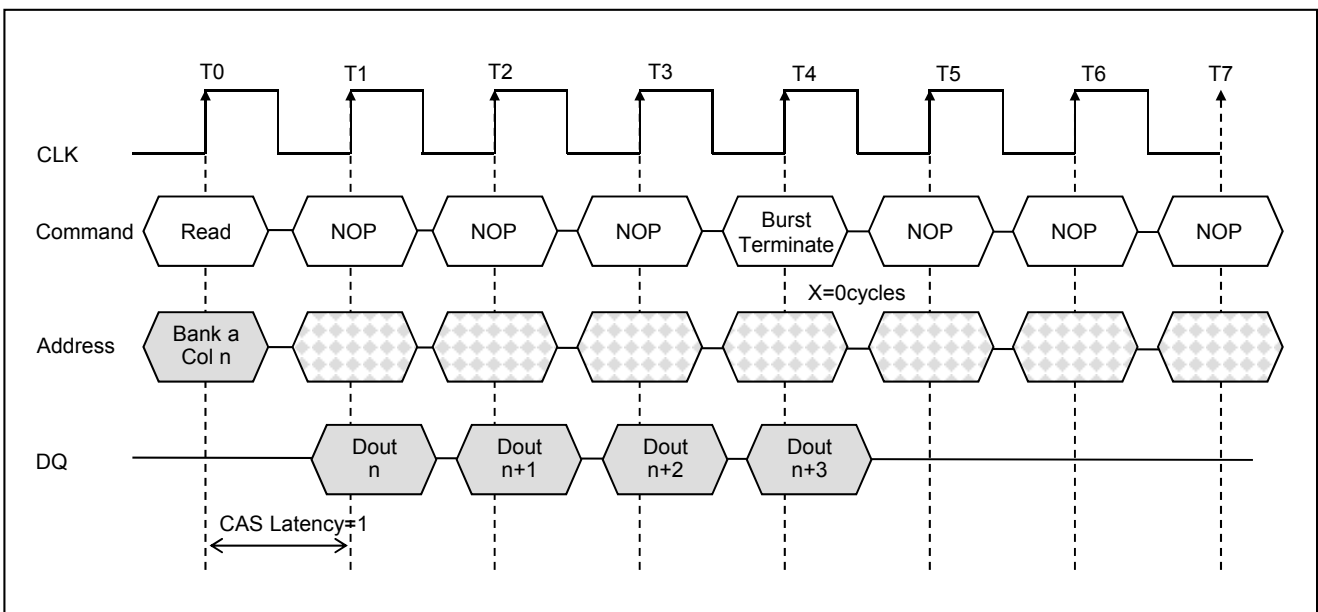 T0 T1 T2 T3 T4 T5 T6 T7
CLK
Command Read NOP NOP NOP Burst Terminate NOP NOP NOP
X=0cycles
Address Bank a Col n
DQ Dout n Dout n+1 Dout n+2 Dout n+3
CAS Latency=1